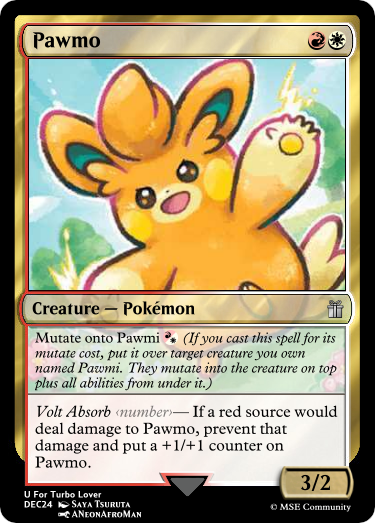 Pawmo
Creature — Pokémon
Mutate onto Pawmi (If you cast this spell for its
mutate cost, put it over target creature you own
named Pawmi. They mutate into the creature on top
plus all abilities from under it.)
Volt Absorb ‹number›— If a red source would
deal damage to Pawmo, prevent that
damage and put a +1/+1 counter on
Pawmo.
3/2
U For Turbo Lover
DEC24 Saya Tsuruta
ANeonAfroMan
© MSE Community